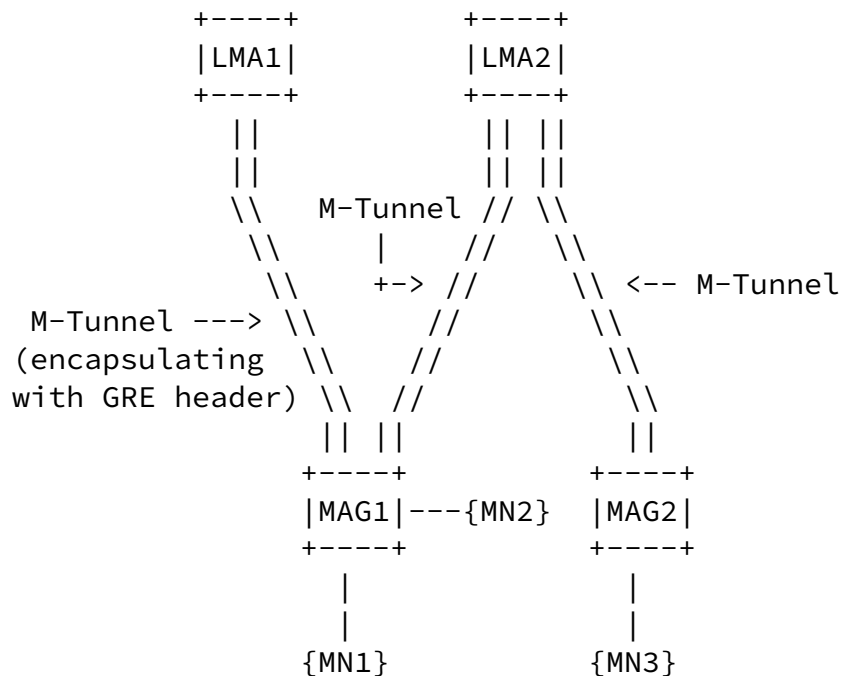 +----+          +----+
|LMA1|          |LMA2|
+----+          +----+
||             || ||
||             || ||
\\   M-Tunnel // \\
\\     |    //   \\
\\    +-> //     \\ <-- M-Tunnel
M-Tunnel ---> \\      //       \\
(encapsulating  \\    //         \\
with GRE header) \\  //           \\
|| ||            ||
+----+         +----+
|MAG1|---{MN2} |MAG2|
+----+         +----+
|              |
|              |
{MN1}          {MN3}